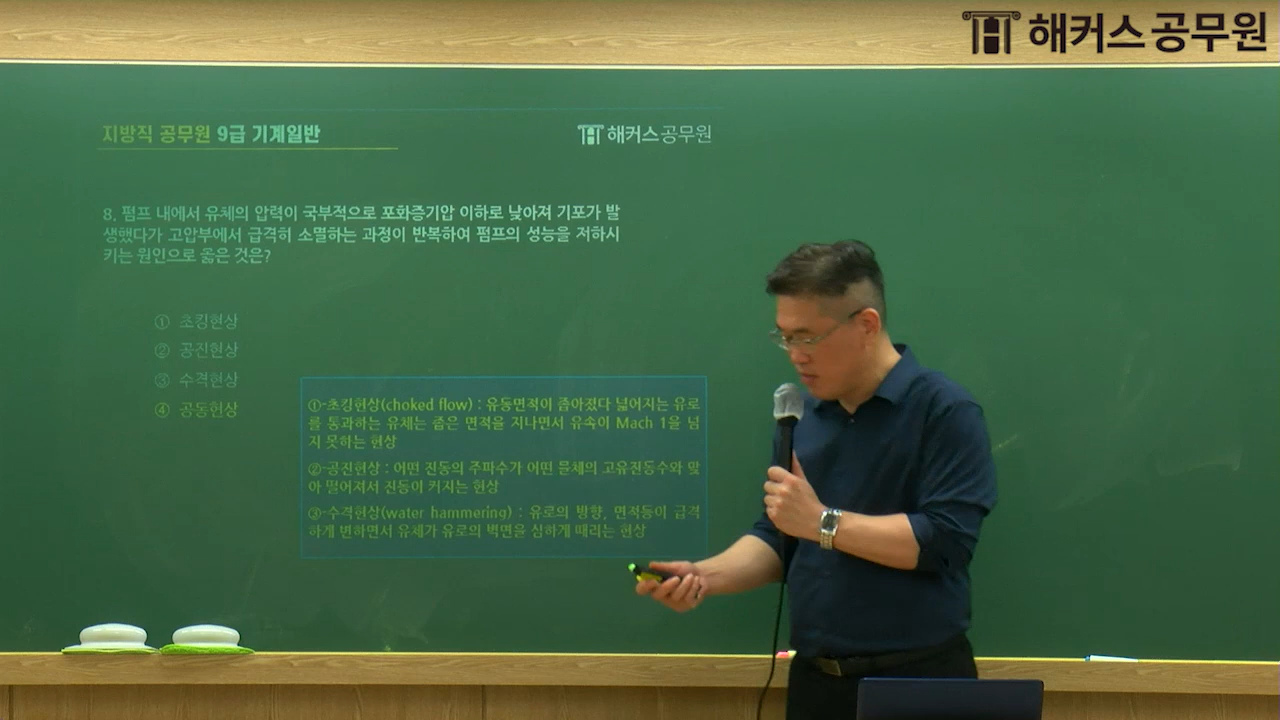 해커스공무원
지방직 공무원 9급 기계일반
해커스공무원
8. 펌프 내에서 유체의 압력이 국부적으로 포화증기압 이하로 낮아져 기포가 발
생했다가 고압부에서 급격히 소멸하는 과정이 반복하여 펌프의 성능을 저하시
키는 원인으로 옳은 것은?
① 초킹현상
② 공진현상
③ 수격현상
④ 공동현상
①-초킹현상(choked flow) : 유동면적이 좁아졌다 넓어지는 유로
를 통과하는 유체는 좁은 면적을 지나면서 유속이 Mach 1을 넘
지 못하는 현상
②-공진현상 : 어떤 진동의 주파수가 어떤 물체의 고유진동수와 맞
아 떨어져서 진동이 커지는 현상
③-수격현상(water hammering) : 유로의 방향, 면적등이 급격
하게 변하면서 유체가 유로의 벽면을 심하게 때리는 현상